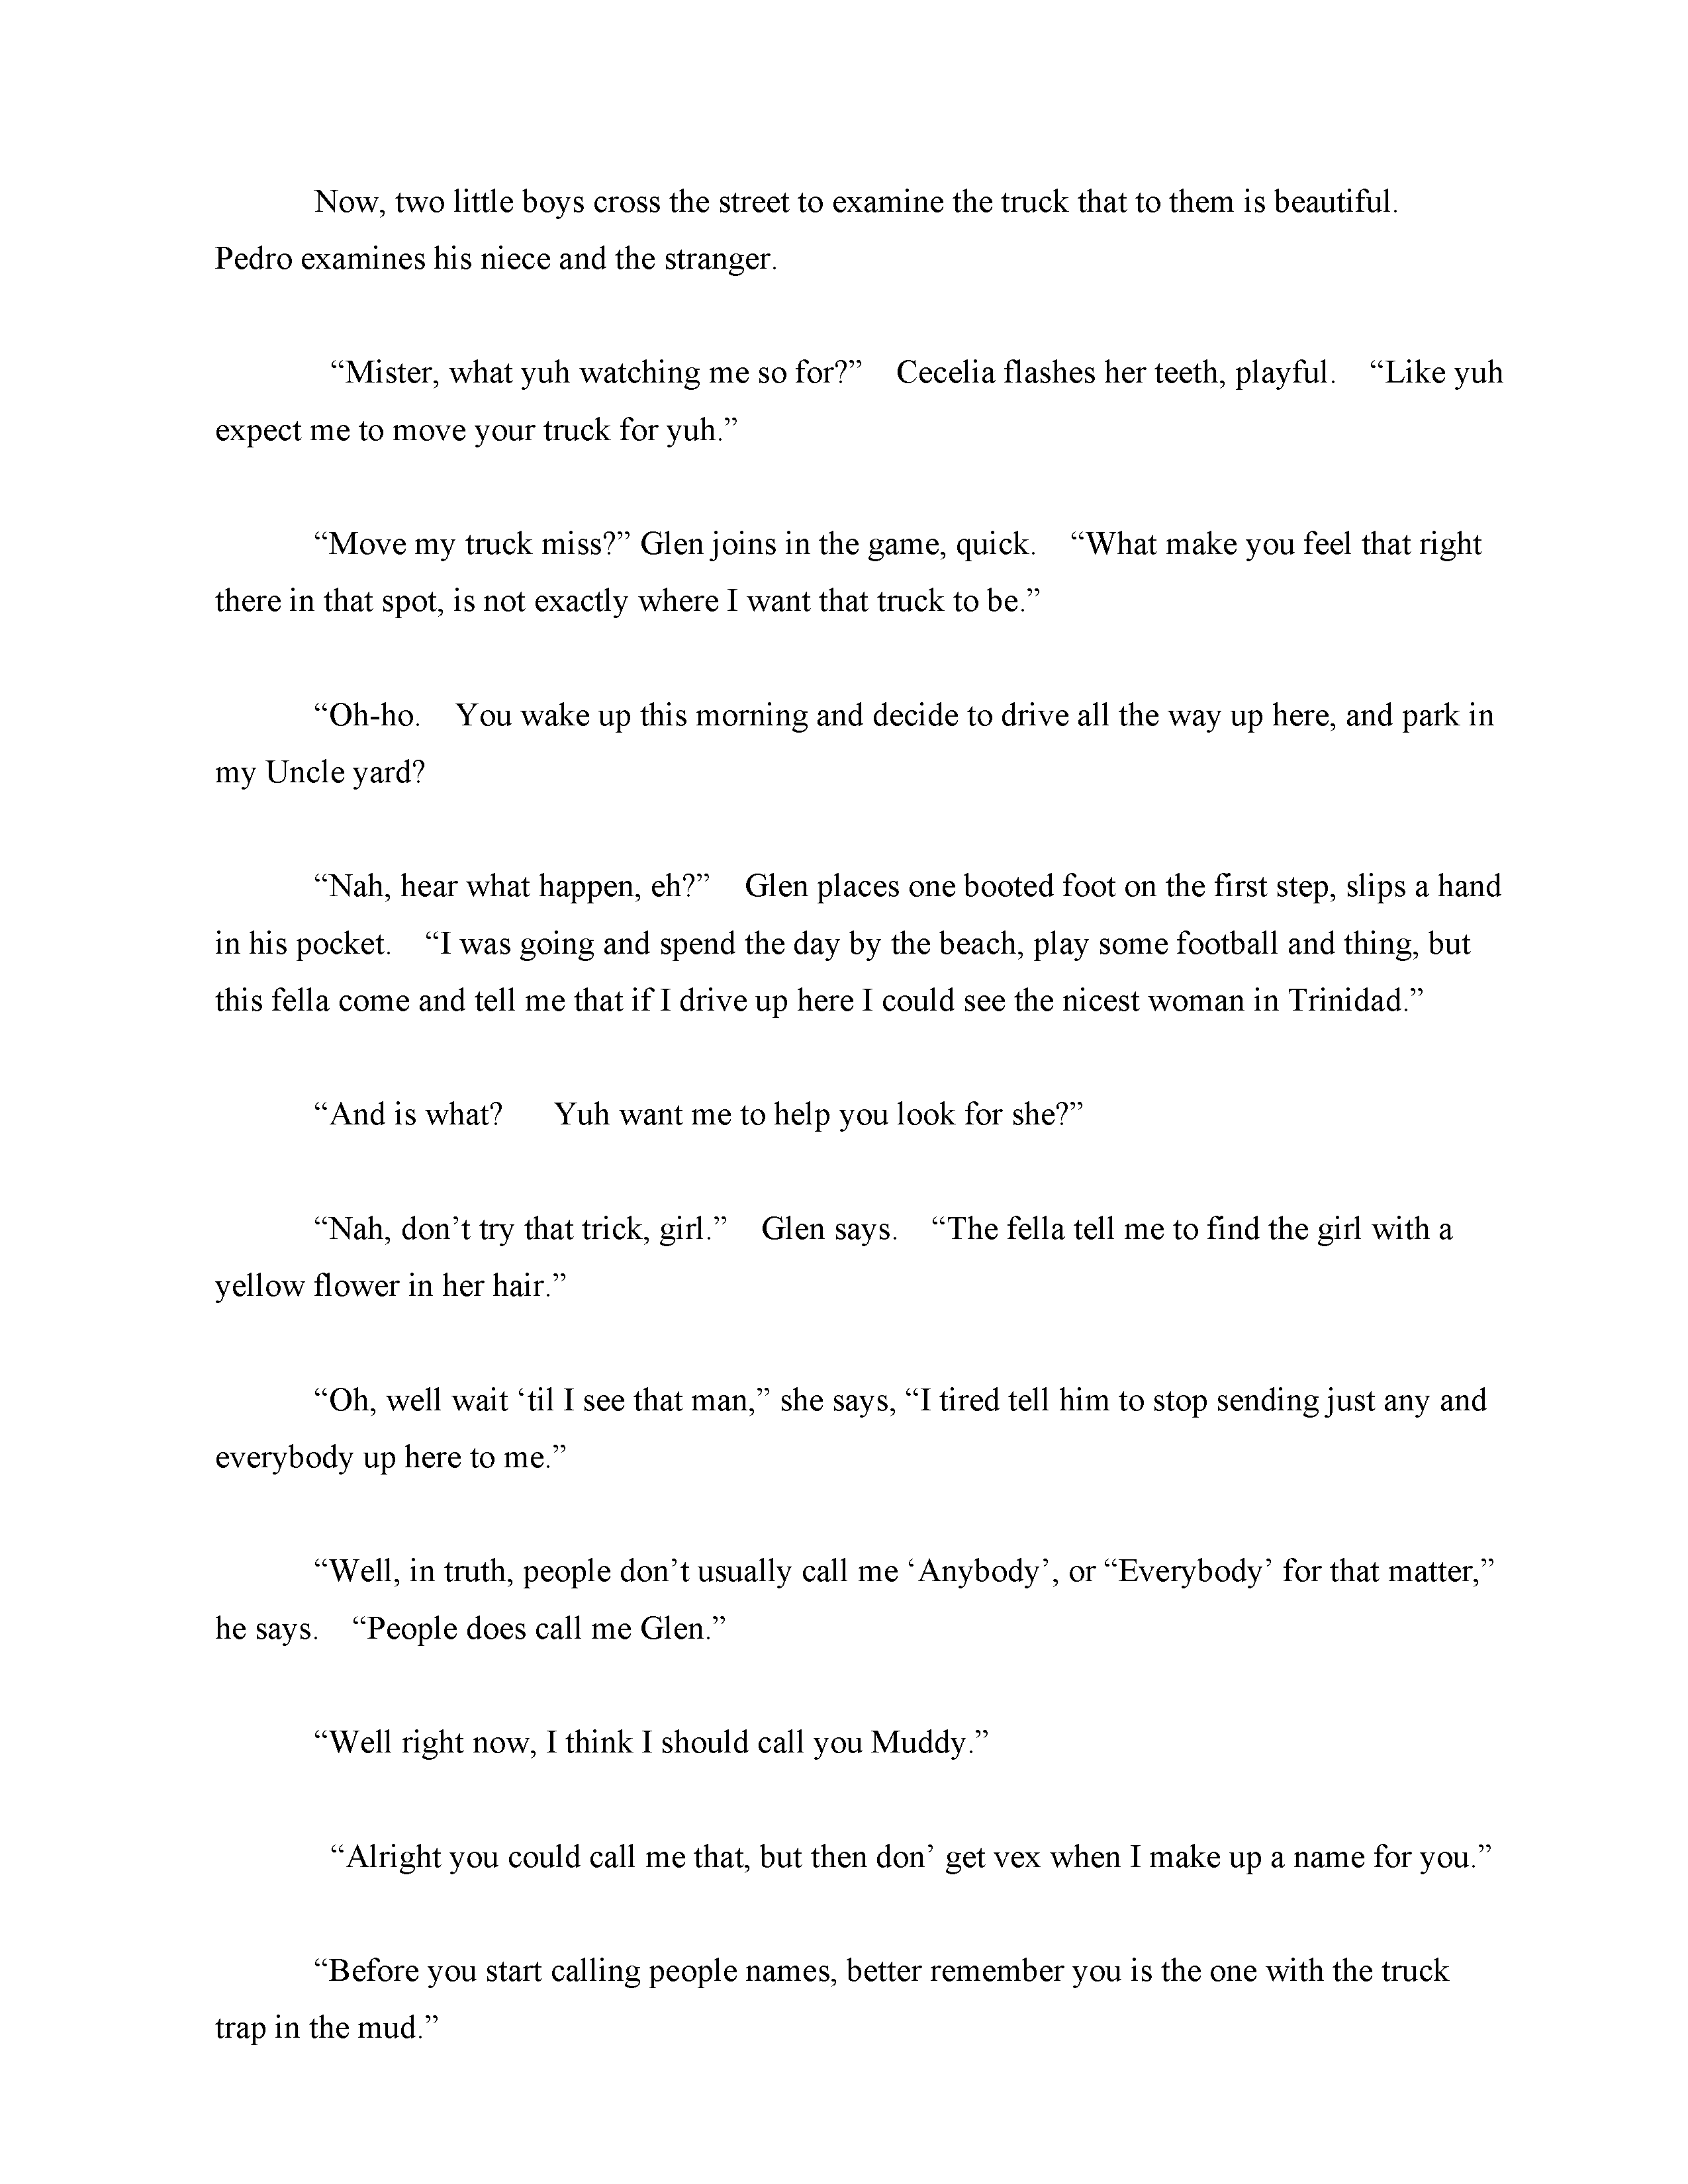 Now, two little boys cross the street to examine the truck that to them is beautiful.
Pedro examines his niece and the stranger.
“Mister, what yuh watching me so for?”    Cecelia flashes her teeth, playful.    “Like yuh
expect me to move your truck for yuh.”
“Move my truck miss?” Glen joins in the game, quick.    “What make you feel that right
there in that spot, is not exactly where I want that truck to be.”
“Oh-ho.    You wake up this morning and decide to drive all the way up here, and park in
my Uncle yard?
“Nah, hear what happen, eh?”    Glen places one booted foot on the first step, slips a hand
in his pocket.    “I was going and spend the day by the beach, play some football and thing, but
this fella come and tell me that if I drive up here I could see the nicest woman in Trinidad.”
“And is what?      Yuh want me to help you look for she?”
“Nah, don’t try that trick, girl.”    Glen says.    “The fella tell me to find the girl with a
yellow flower in her hair.”
“Oh, well wait ‘til I see that man,” she says, “I tired tell him to stop sending just any and
everybody up here to me.”
“Well, in truth, people don’t usually call me ‘Anybody’, or “Everybody’ for that matter,”
he says.    “People does call me Glen.”
“Well right now, I think I should call you Muddy.”
“Alright you could call me that, but then don’ get vex when I make up a name for you.”
“Before you start calling people names, better remember you is the one with the truck
trap in the mud.”